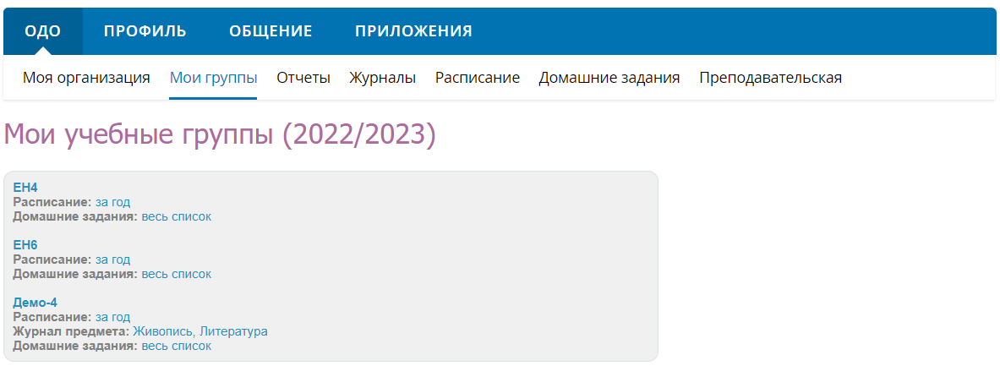 ОДО ПРОФИЛЬ ОБЩЕНИЕ ПРИЛОЖЕНИЯ
Моя организация Мои группы Отчеты Журналы Расписание Домашние задания Преподавательская
Мои учебные группы (2022/2023)
ЕН4
Расписание: за год
Домашние задания: весь список
ЕН6
Расписание: за год
Домашние задания: весь список
Демо-4
Расписание: за год
Журнал предмета: Живопись, Литература
Домашние задания: весь список